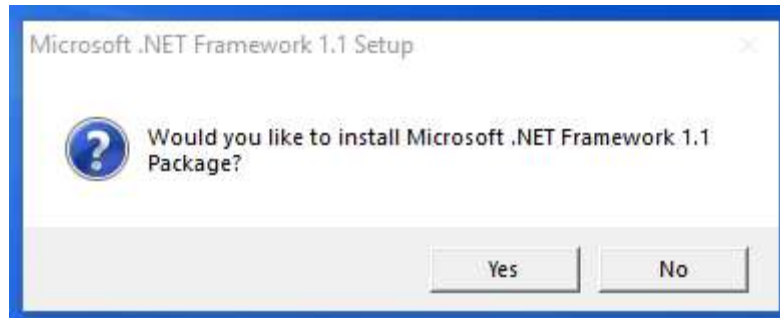 Microsoft .NET Framework 1.1 Setup
?
Would you like to install Microsoft .NET Framework 1.1
Package?
Yes No